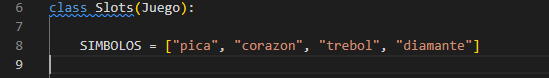 6 class Slots(Juego):
7
8 SIMBOLOS = ["pica", "corazon", "trebol", "diamante"]
9